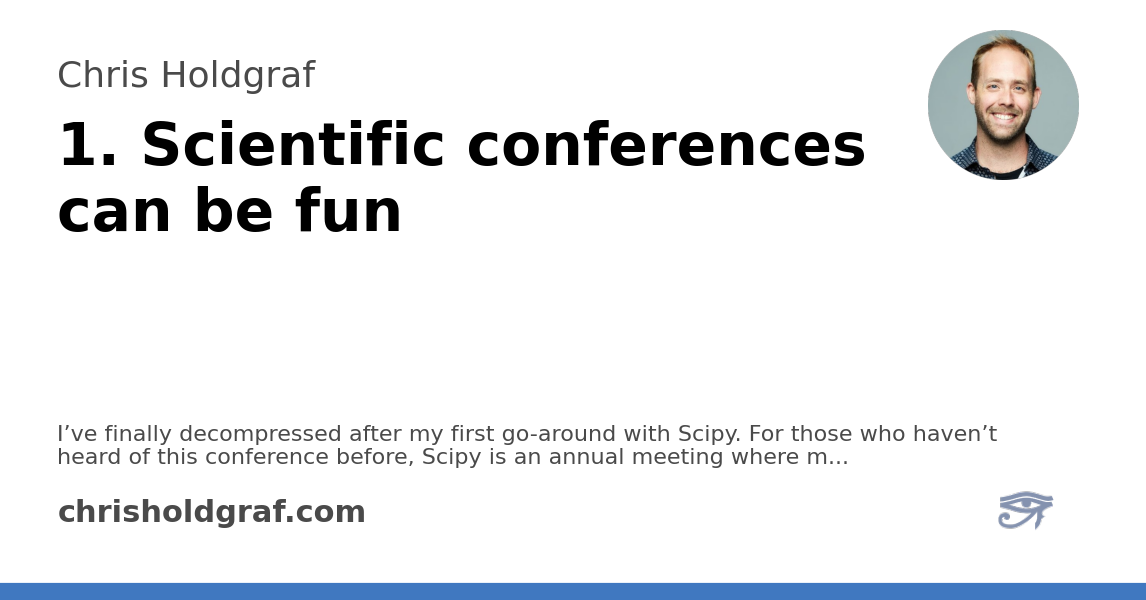 Chris Holdgraf
1. Scientific conferences
can be fun
I’ve finally decompressed after my first go-around with Scipy. For those who haven’t
heard of this conference before, Scipy is an annual meeting where m...
chrisholdgraf.com